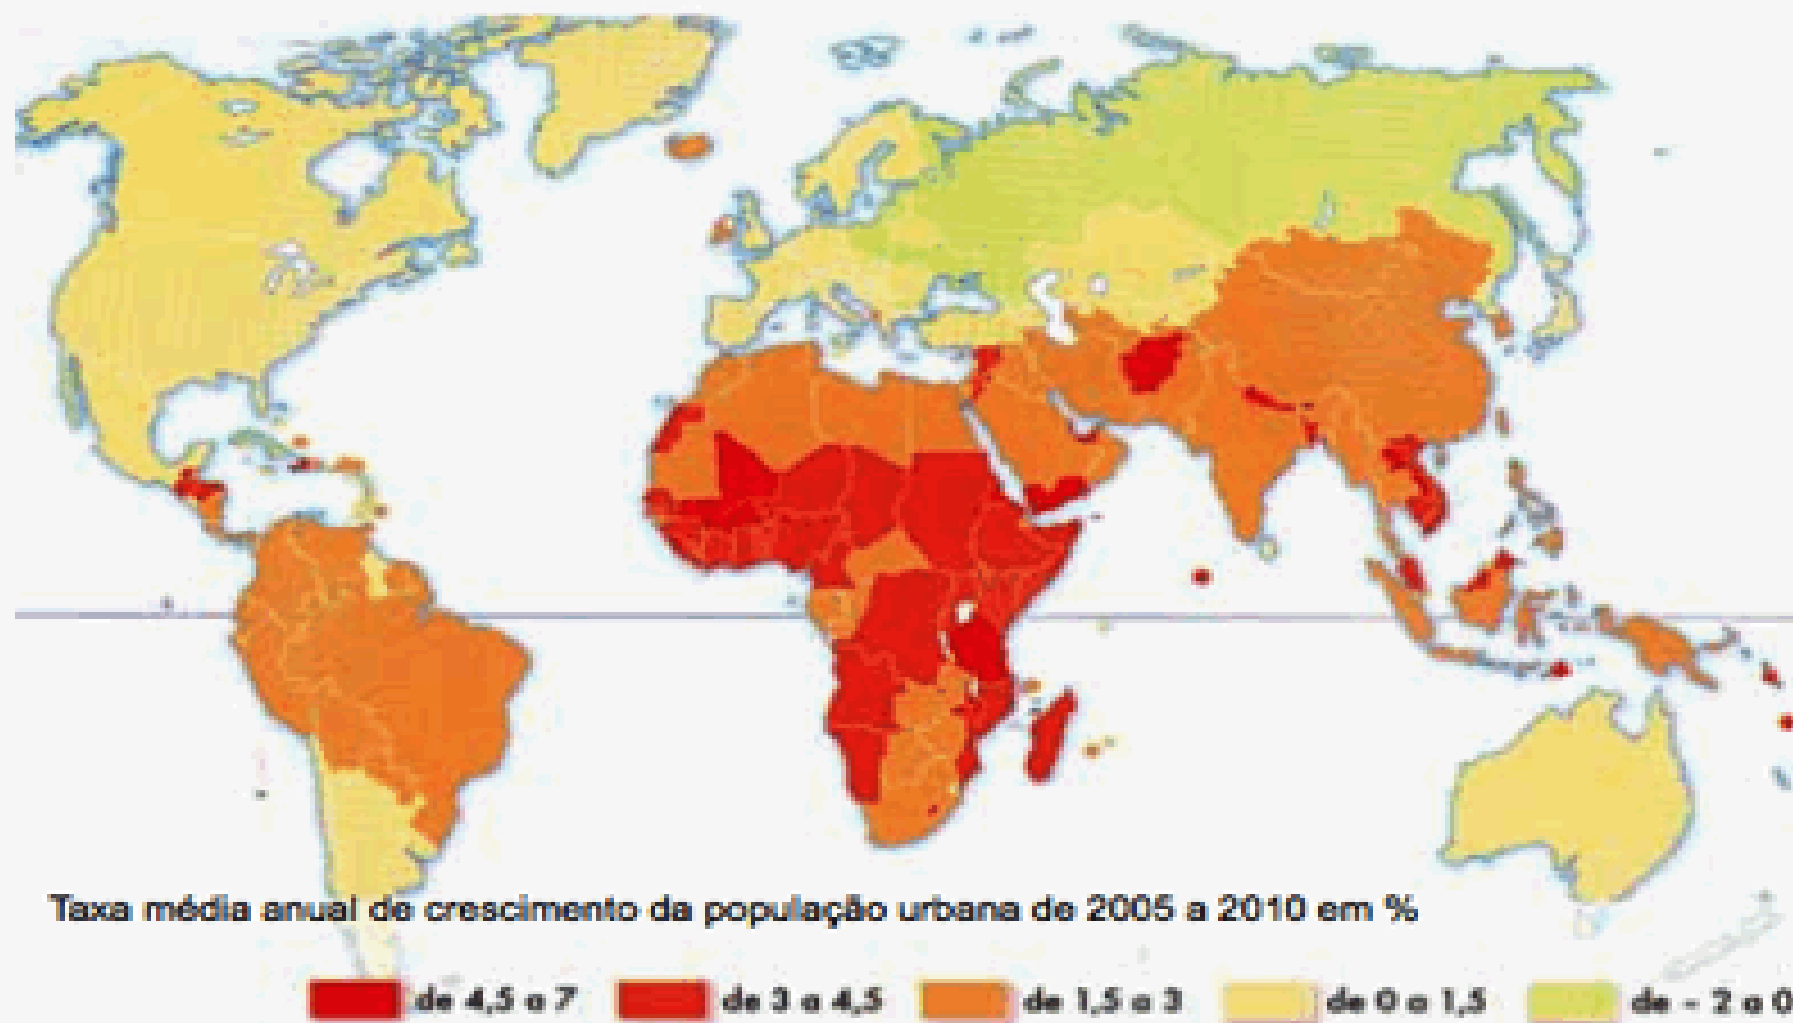 Taxa média anual de crescimento da população urbana de 2005 a 2010 em %
de 4,5 a 7 de 3 a 4,5 de 1,5 a 3 de 0 a 1,5 de - 2 a 0